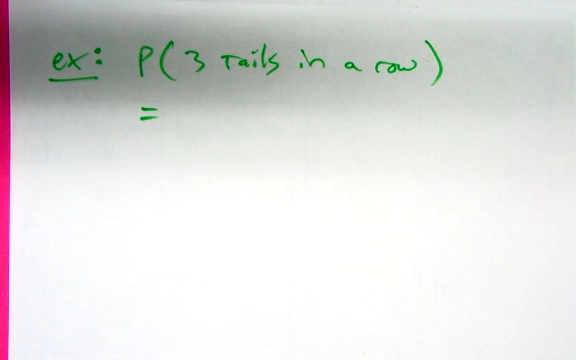 ex: P(3 Tails in a row)
=